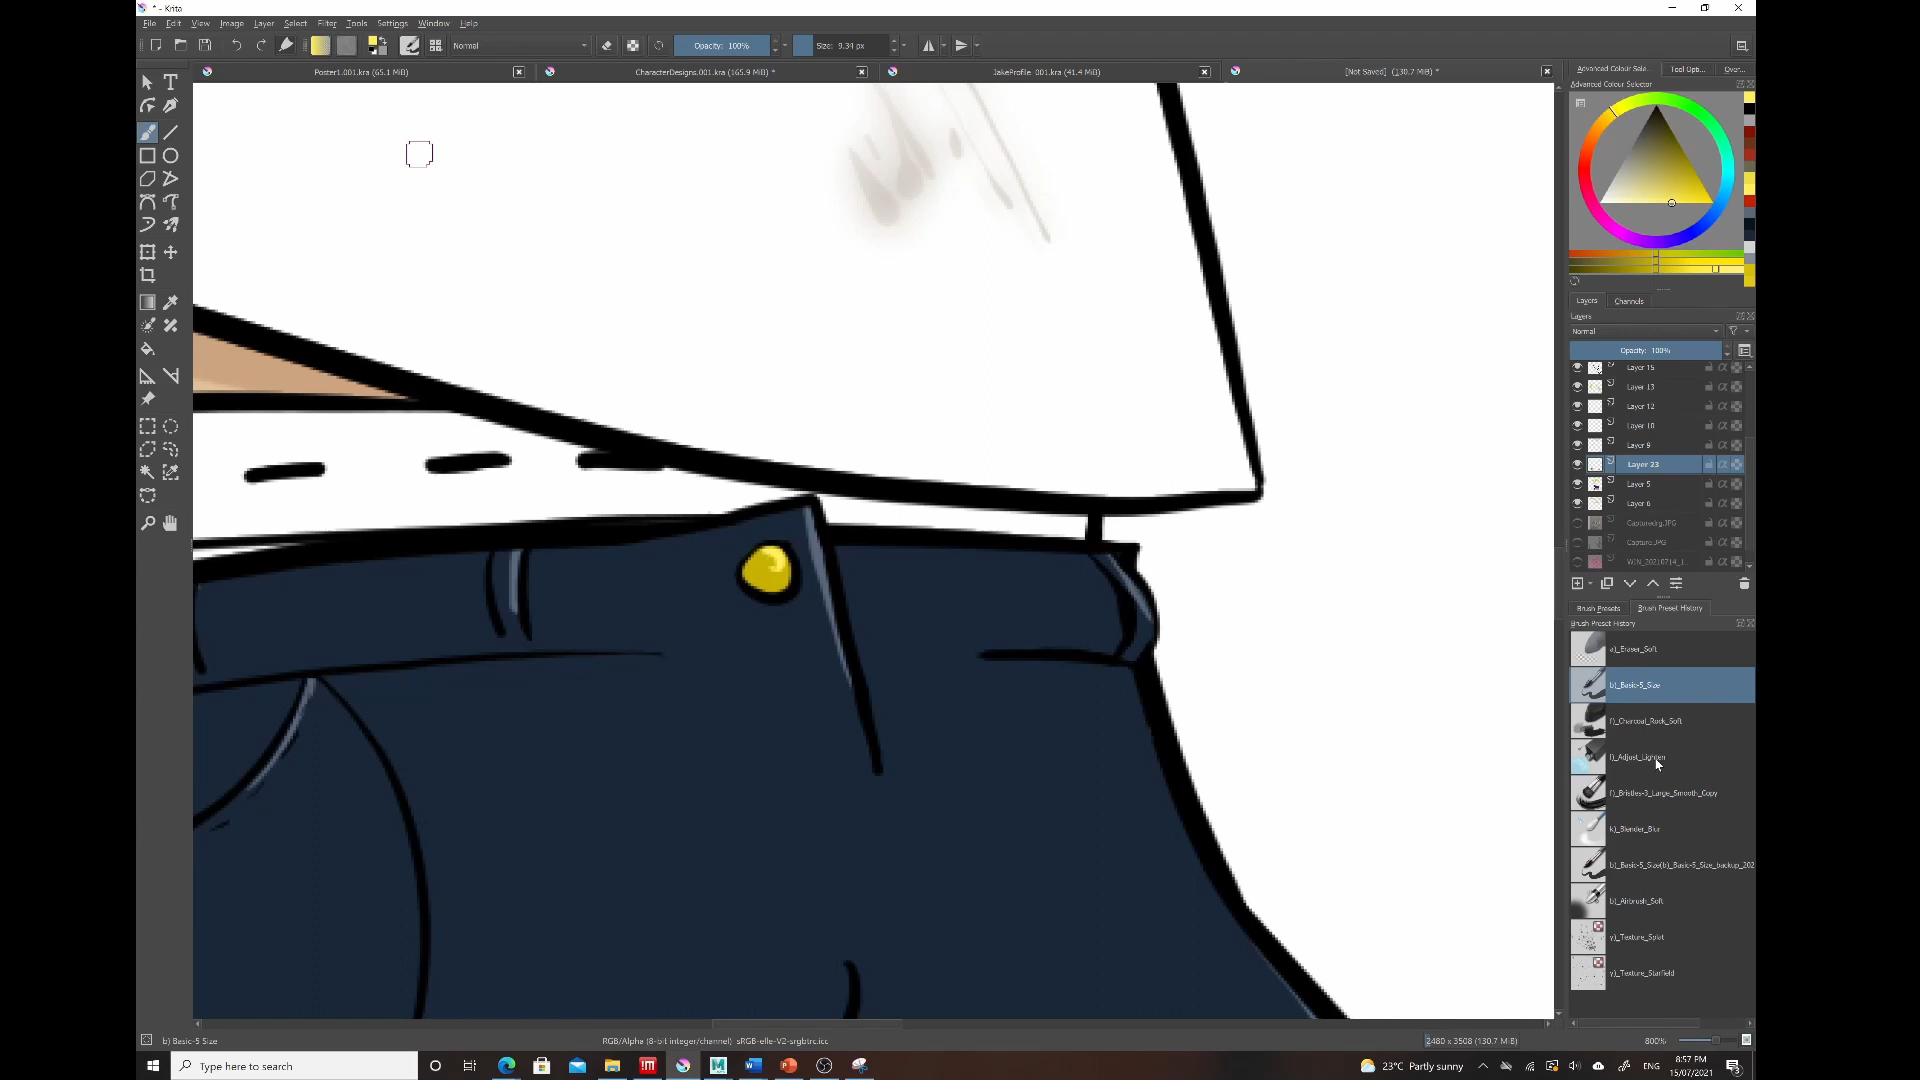 * - Krita
File Edit View Image Layer Select Filter Tools Settings Window Help
Normal Opacity: 100% Size: 9.34 px
Poster1.001.kra (65.1 MiB) CharacterDesigns.001.kra (165.9 MiB) * JakeProfile_001.kra (41.4 MiB) [Not Saved] (130.7 MiB) *
Advanced Colour Sele... Tool Opti... Over...
Advanced Colour Selector
Layers Channels
Layers
Normal
Opacity: 100%
Layer 15
Layer 13
Layer 12
Layer 10
Layer 9
Layer 23
Layer 5
Layer 6
Capturedrg.JPG
Capture.JPG
WIN_20210714_1...
Brush Presets Brush Preset History
Brush Preset History
a)_Eraser_Soft
b)_Basic-5_Size
f)_Charcoal_Rock_Soft
l)_Adjust_Lighten
f)_Bristles-3_Large_Smooth_Copy
k)_Blender_Blur
b)_Basic-5_Size(b)_Basic-5_Size_backup_202
b)_Airbrush_Soft
y)_Texture_Splat
y)_Texture_Starfield
b) Basic-5 Size RGB/Alpha (8-bit integer/channel) sRGB-elle-V2-srgbtrc.icc 2480 x 3508 (130.7 MiB) 800%
Type here to search 23°C Partly sunny ENG 8:57 PM
15/07/2021